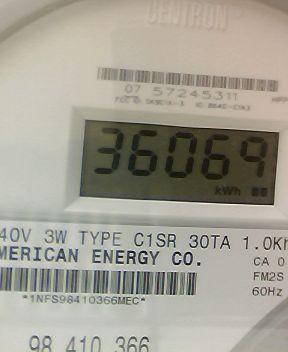 CENTRON
07 57245311
36069
kWh
40V 3W TYPE C1SR 30TA 1.0Kh
MERICAN ENERGY CO.
CA 0
FM2S
60Hz
*1NFS98410366MEC*
98 410 366